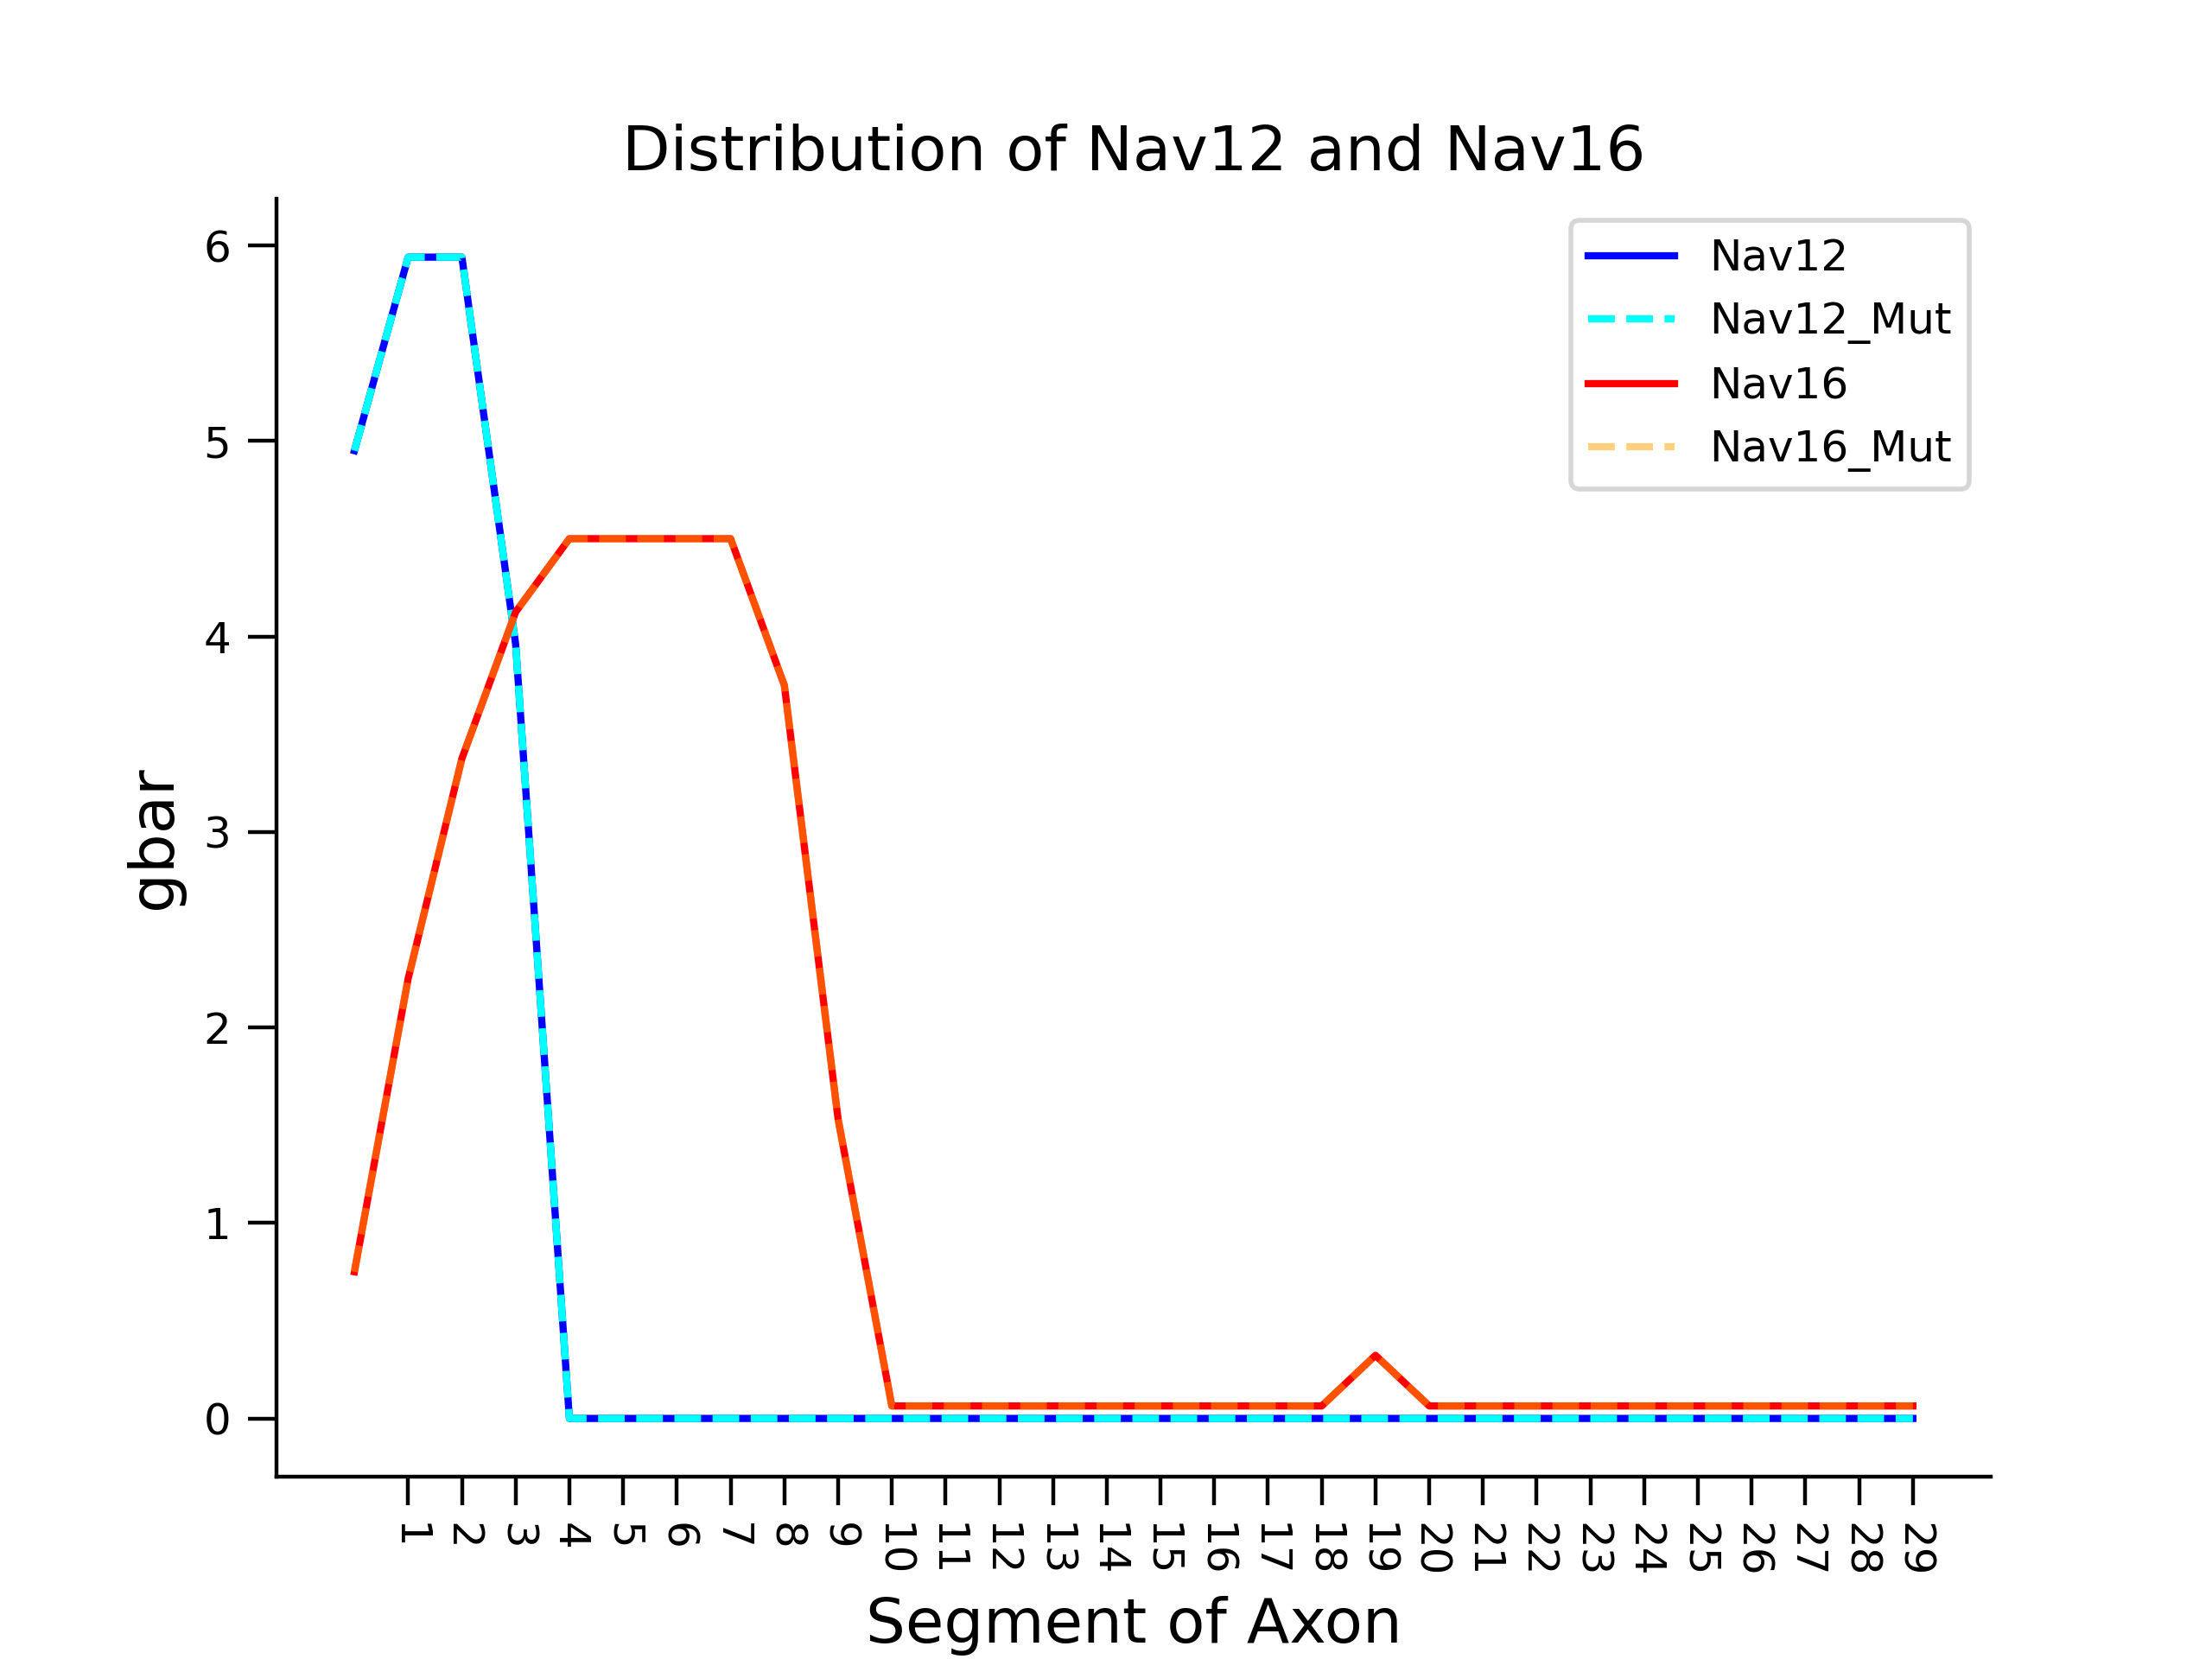 Distribution of Nav12 and Nav16
Nav12
Nav12_Mut
Nav16
Nav16_Mut
6
5
4
3
2
1
0
gbar
1 2 3 4 5 6 7 8 9 10 11 12 13 14 15 16 17 18 19 20 21 22 23 24 25 26 27 28 29
Segment of Axon